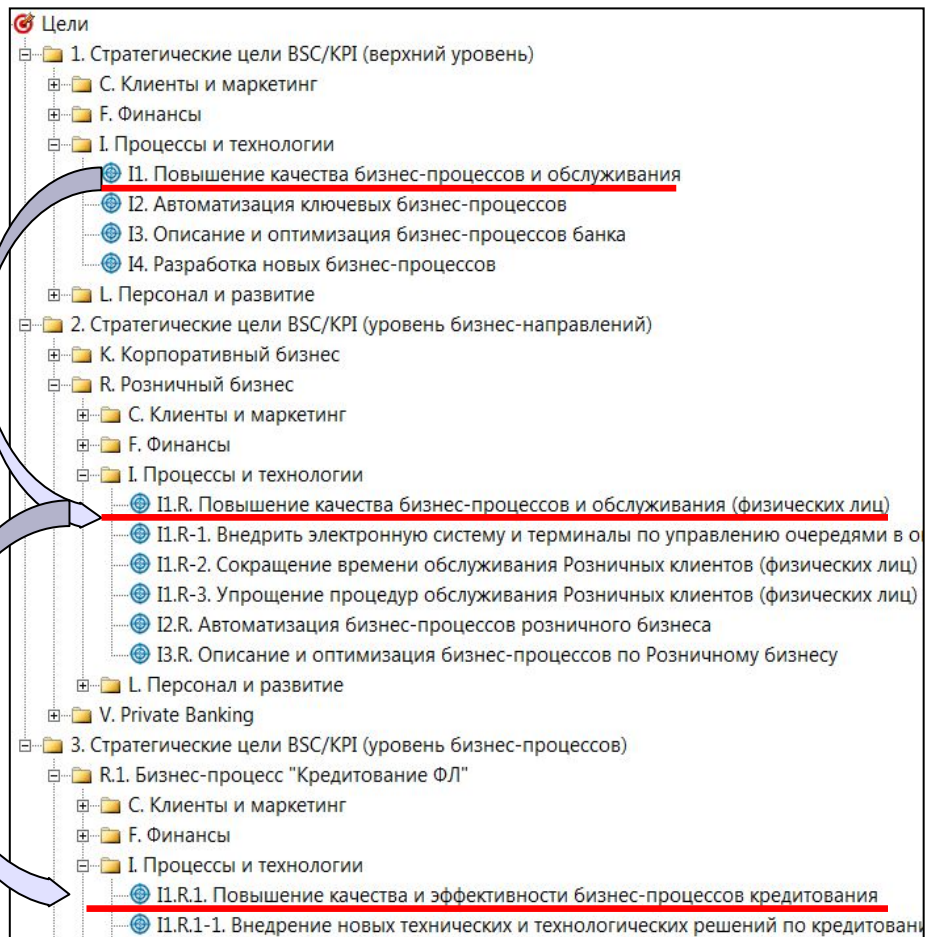 Цели
1. Стратегические цели BSC/KPI (верхний уровень)
C. Клиенты и маркетинг
F. Финансы
I. Процессы и технологии
I1. Повышение качества бизнес-процессов и обслуживания
I2. Автоматизация ключевых бизнес-процессов
I3. Описание и оптимизация бизнес-процессов банка
I4. Разработка новых бизнес-процессов
L. Персонал и развитие
2. Стратегические цели BSC/KPI (уровень бизнес-направлений)
K. Корпоративный бизнес
R. Розничный бизнес
C. Клиенты и маркетинг
F. Финансы
I. Процессы и технологии
I1.R. Повышение качества бизнес-процессов и обслуживания (физических лиц)
I1.R-1. Внедрить электронную систему и терминалы по управлению очередями в
I1.R-2. Сокращение времени обслуживания Розничных клиентов (физических лиц)
I1.R-3. Упрощение процедур обслуживания Розничных клиентов (физических лиц)
I2.R. Автоматизация бизнес-процессов розничного бизнеса
I3.R. Описание и оптимизация бизнес-процессов по Розничному бизнесу
L. Персонал и развитие
V. Private Banking
3. Стратегические цели BSC/KPI (уровень бизнес-процессов)
R.1. Бизнес-процесс "Кредитование ФЛ"
C. Клиенты и маркетинг
F. Финансы
I. Процессы и технологии
I1.R.1. Повышение качества и эффективности бизнес-процессов кредитования
I1.R.1-1. Внедрение новых технических и технологических решений по